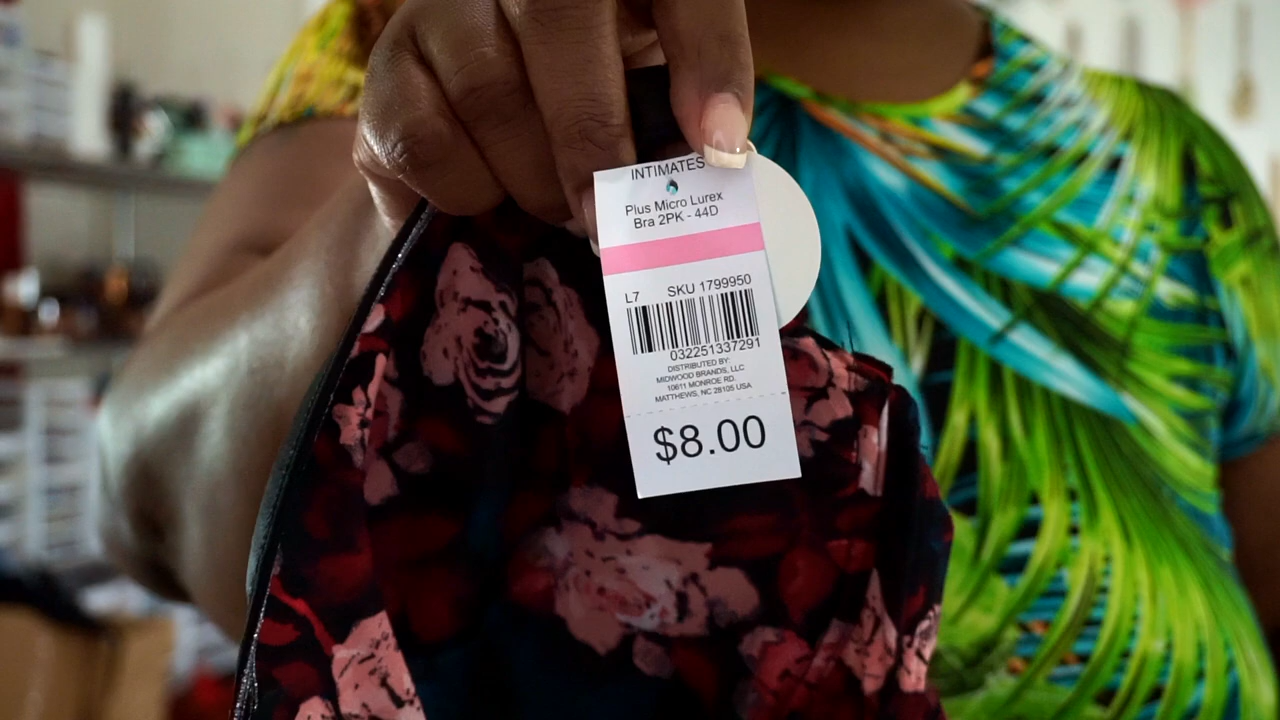 INTIMATES
Plus Micro Lurex
Bra 2PK - 44D
L7 SKU 1799950
032251337291
DISTRIBUTED BY:
MIDWOOD BRANDS, LLC
10611 MONROE RD.
MATTHEWS, NC 28105 USA
$8.00